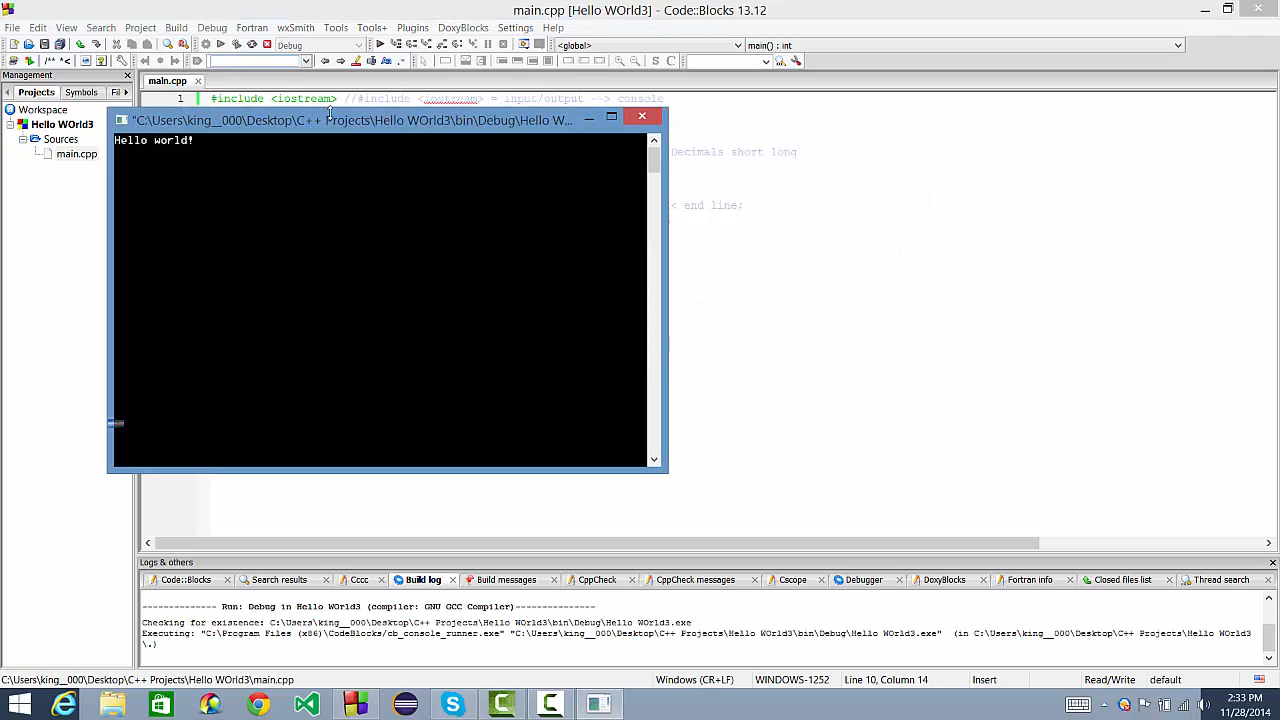 main.cpp [Hello WOrld3] - Code::Blocks 13.12
File Edit View Search Project Build Debug Fortran wxSmith Tools Tools+ Plugins DoxyBlocks Settings Help
Debug <global> main() : int
/** *<
S C
Management
Projects Symbols Fil
main.cpp
Workspace
Hello WOrld3
Sources
main.cpp
1 #include <iostream> //#include <iostream> = input/output --> console
"C:\Users\king__000\Desktop\C++ Projects\Hello WOrld3\bin\Debug\Hello W...
Hello world!
Decimals short long
< end line;
Logs & others
Code::Blocks Search results Cccc Build log Build messages CppCheck CppCheck messages Cscope Debugger DoxyBlocks Fortran info Closed files list Thread search
-------------- Run: Debug in Hello WOrld3 (compiler: GNU GCC Compiler)---------------
Checking for existence: C:\Users\king__000\Desktop\C++ Projects\Hello WOrld3\bin\Debug\Hello WOrld3.exe
Executing: "C:\Program Files (x86)\CodeBlocks/cb_console_runner.exe" "C:\Users\king__000\Desktop\C++ Projects\Hello WOrld3\bin\Debug\Hello WOrld3.exe"  (in C:\Users\king__000\Desktop\C++ Projects\Hello WOrld3
\.)
C:\Users\king__000\Desktop\C++ Projects\Hello WOrld3\main.cpp Windows (CR+LF) WINDOWS-1252 Line 10, Column 14 Insert Read/Write default
2:33 PM
11/28/2014